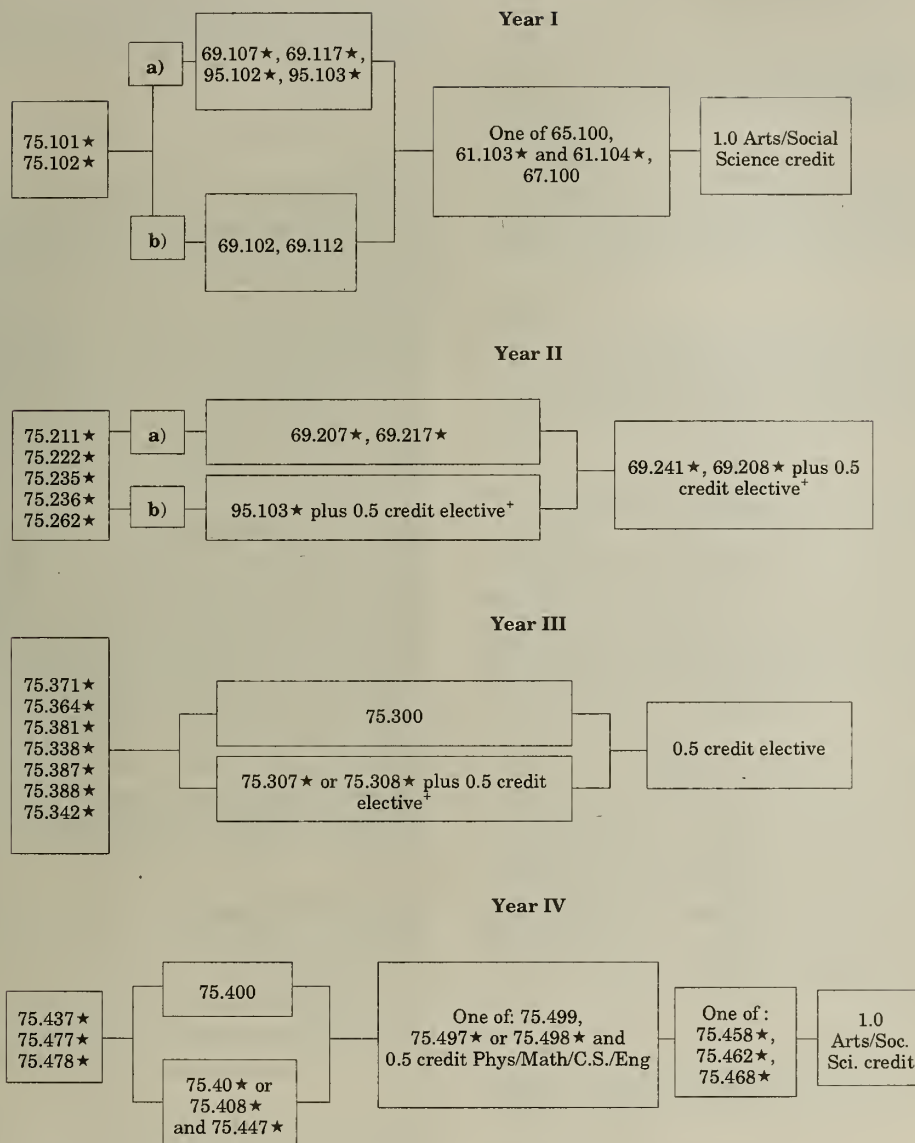 Year I
75.101★
75.102★
a)
69.107★, 69.117★,
95.102★, 95.103★
b)
69.102, 69.112
One of 65.100,
61.103★ and 61.104★,
67.100
1.0 Arts/Social
Science credit
Year II
75.211★
75.222★
75.235★
75.236★
75.262★
a)
69.207★, 69.217★
b)
95.103★ plus 0.5 credit elective⁺
69.241★, 69.208★ plus 0.5
credit elective⁺
Year III
75.371★
75.364★
75.381★
75.338★
75.387★
75.388★
75.342★
75.300
75.307★ or 75.308★ plus 0.5 credit
elective⁺
0.5 credit elective
Year IV
75.437★
75.477★
75.478★
75.400
75.40★ or
75.408★
and 75.447★
One of: 75.499,
75.497★ or 75.498★ and
0.5 credit Phys/Math/C.S./Eng
One of :
75.458★,
75.462★,
75.468★
1.0
Arts/Soc.
Sci. credit